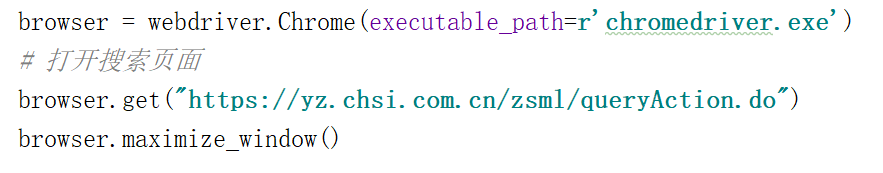 browser = webdriver.Chrome(executable_path=r'chromedriver.exe')
# 打开搜索页面
browser.get("https://yz.chsi.com.cn/zsml/queryAction.do")
browser.maximize_window()